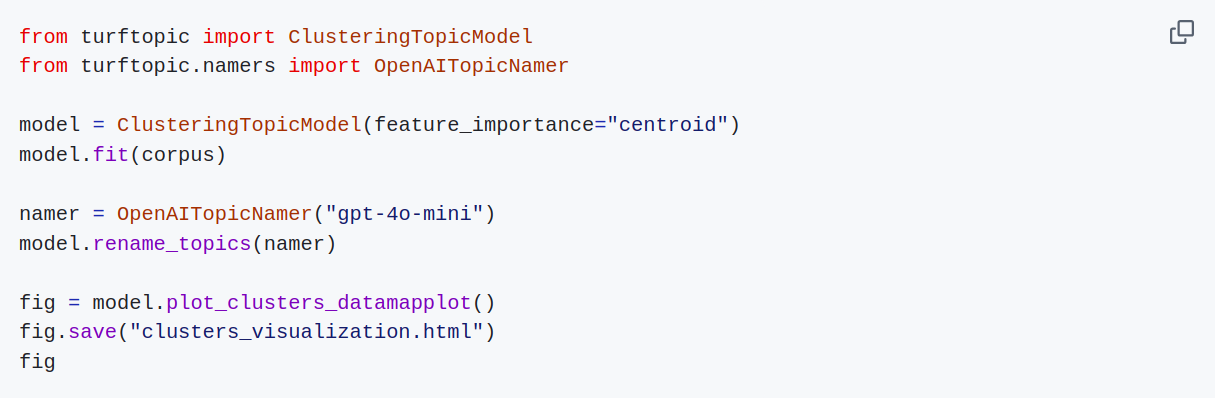 from turftopic import ClusteringTopicModel
from turftopic.namers import OpenAITopicNamer
model = ClusteringTopicModel(feature_importance="centroid")
model.fit(corpus)
namer = OpenAITopicNamer("gpt-4o-mini")
model.rename_topics(namer)
fig = model.plot_clusters_datamapplot()
fig.save("clusters_visualization.html")
fig